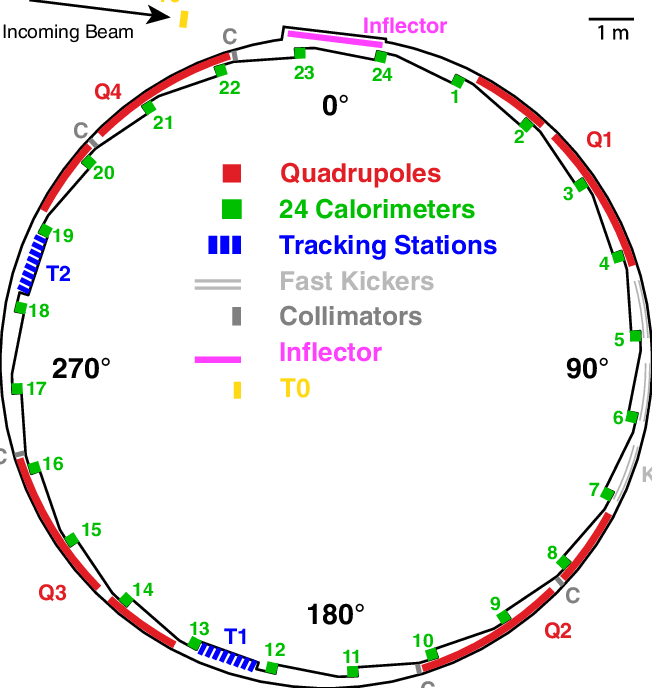 Inflector
Incoming Beam
1 m
C
23
24
22
1
Q4
0°
21
2
C
Q1
20
Quadrupoles
3
24 Calorimeters
19
Tracking Stations
4
T2
Fast Kickers
18
Collimators
5
Inflector
270°
90°
17
T0
6
C
16
K
7
15
8
Q3
14
C
9
180°
Q2
13
T1
12
11
10
C